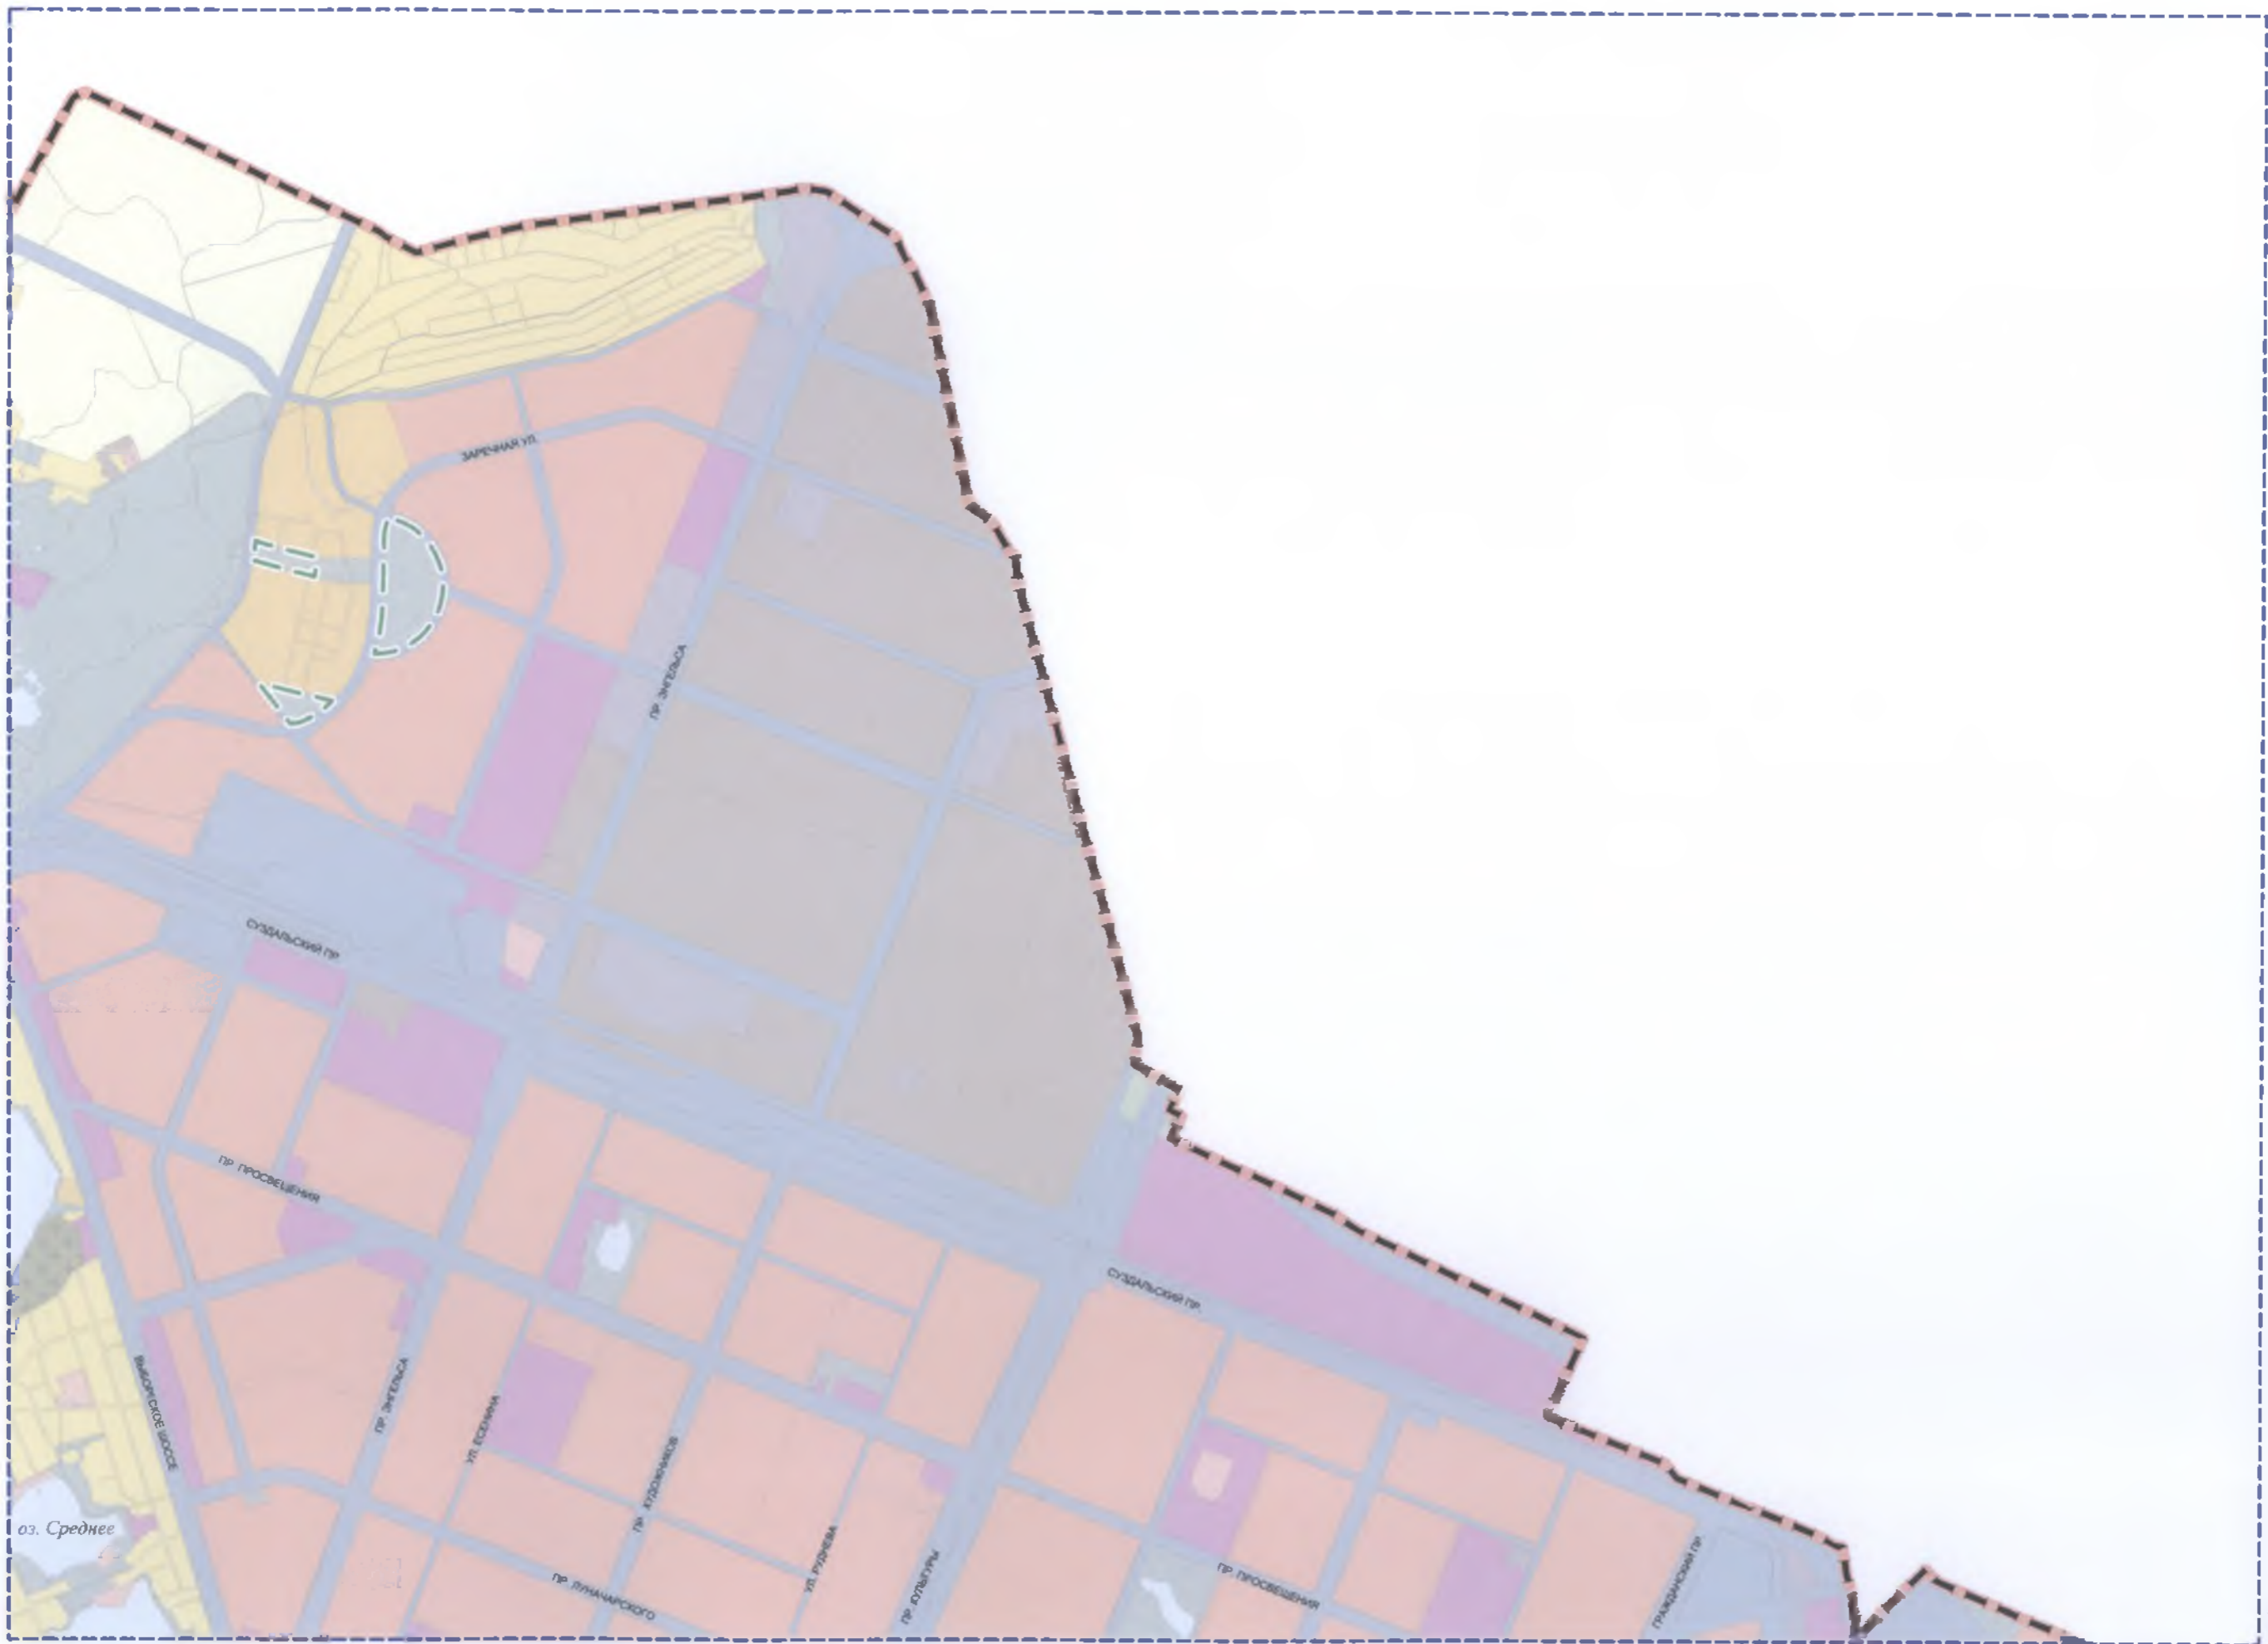 ЗАРЕЧНАЯ УЛ.
ПР. ЭНГЕЛЬСА
СУЗДАЛЬСКИЙ ПР.
ПР. ПРОСВЕЩЕНИЯ
СУЗДАЛЬСКИЙ ПР.
ВЫБОРГСКОЕ ШОССЕ
ПР. ЭНГЕЛЬСА
УЛ. ЕСЕНИНА
ПР. ХУДОЖНИКОВ
оз. Среднее
УЛ. РУДНЕВА
ПР. КУЛЬТУРЫ
ПР. ЛУНАЧАРСКОГО
ПР. ПРОСВЕЩЕНИЯ
ГРАЖДАНСКИЙ ПР.